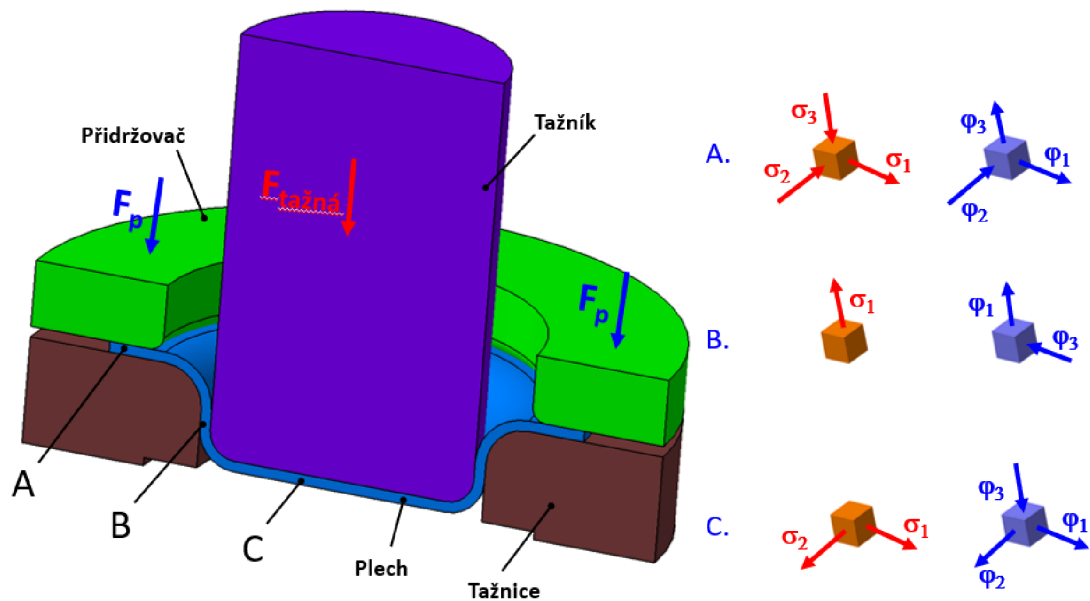 Přidržovač
Tažník
F_p
F_tažná
F_p
A
B
C
Plech
Tažnice
A.
σ₃
σ₂
σ₁
φ₃
φ₁
φ₂
B.
σ₁
φ₁
φ₃
C.
σ₂
σ₁
φ₃
φ₁
φ₂